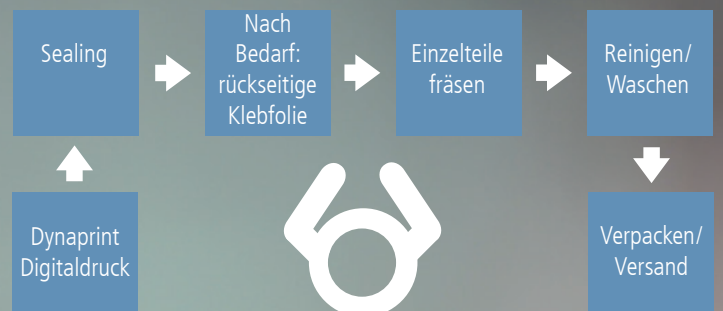 Sealing
Nach
Bedarf:
rückseitige
Klebfolie
Einzelteile
fräsen
Reinigen/
Waschen
Dynaprint
Digitaldruck
Verpacken/
Versand